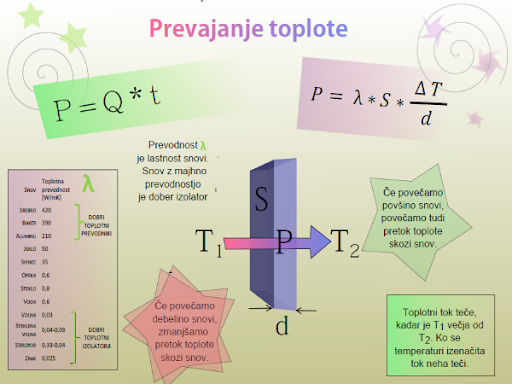 Prevajanje toplote
P = Q * t
P = λ * S * ΔT / d
Prevodnost λ
je lastnost snovi.
Snov z majhno
prevodnostjo
je dober izolator
Snov Toplotna prevodnost [W/mK] λ
SREBRO 420
BAKER 390
ALUMINIJ 210
DOBRI
TOPLOTNI
PREVODNIKI
JEKLO 50
SVINEC 35
OPEKA 0,6
STEKLO 0,8
VODA 0,6
VOLNA 0,03
STEKLENA VOLNA 0,04-0,08
STIROPOR 0,33-0,04
ZRAK 0,025
DOBRI
TOPLOTNI
IZOLATORJI
S
T1 P T2
d
Če povečamo
površino snovi,
povečamo tudi
pretok toplote
skozi snov.
Če povečamo
debelino snovi,
zmanjšamo
pretok toplote
skozi snov.
Toplotni tok teče,
kadar je T1 večja od
T2. Ko se
temperaturi izenačita
tok neha teči.